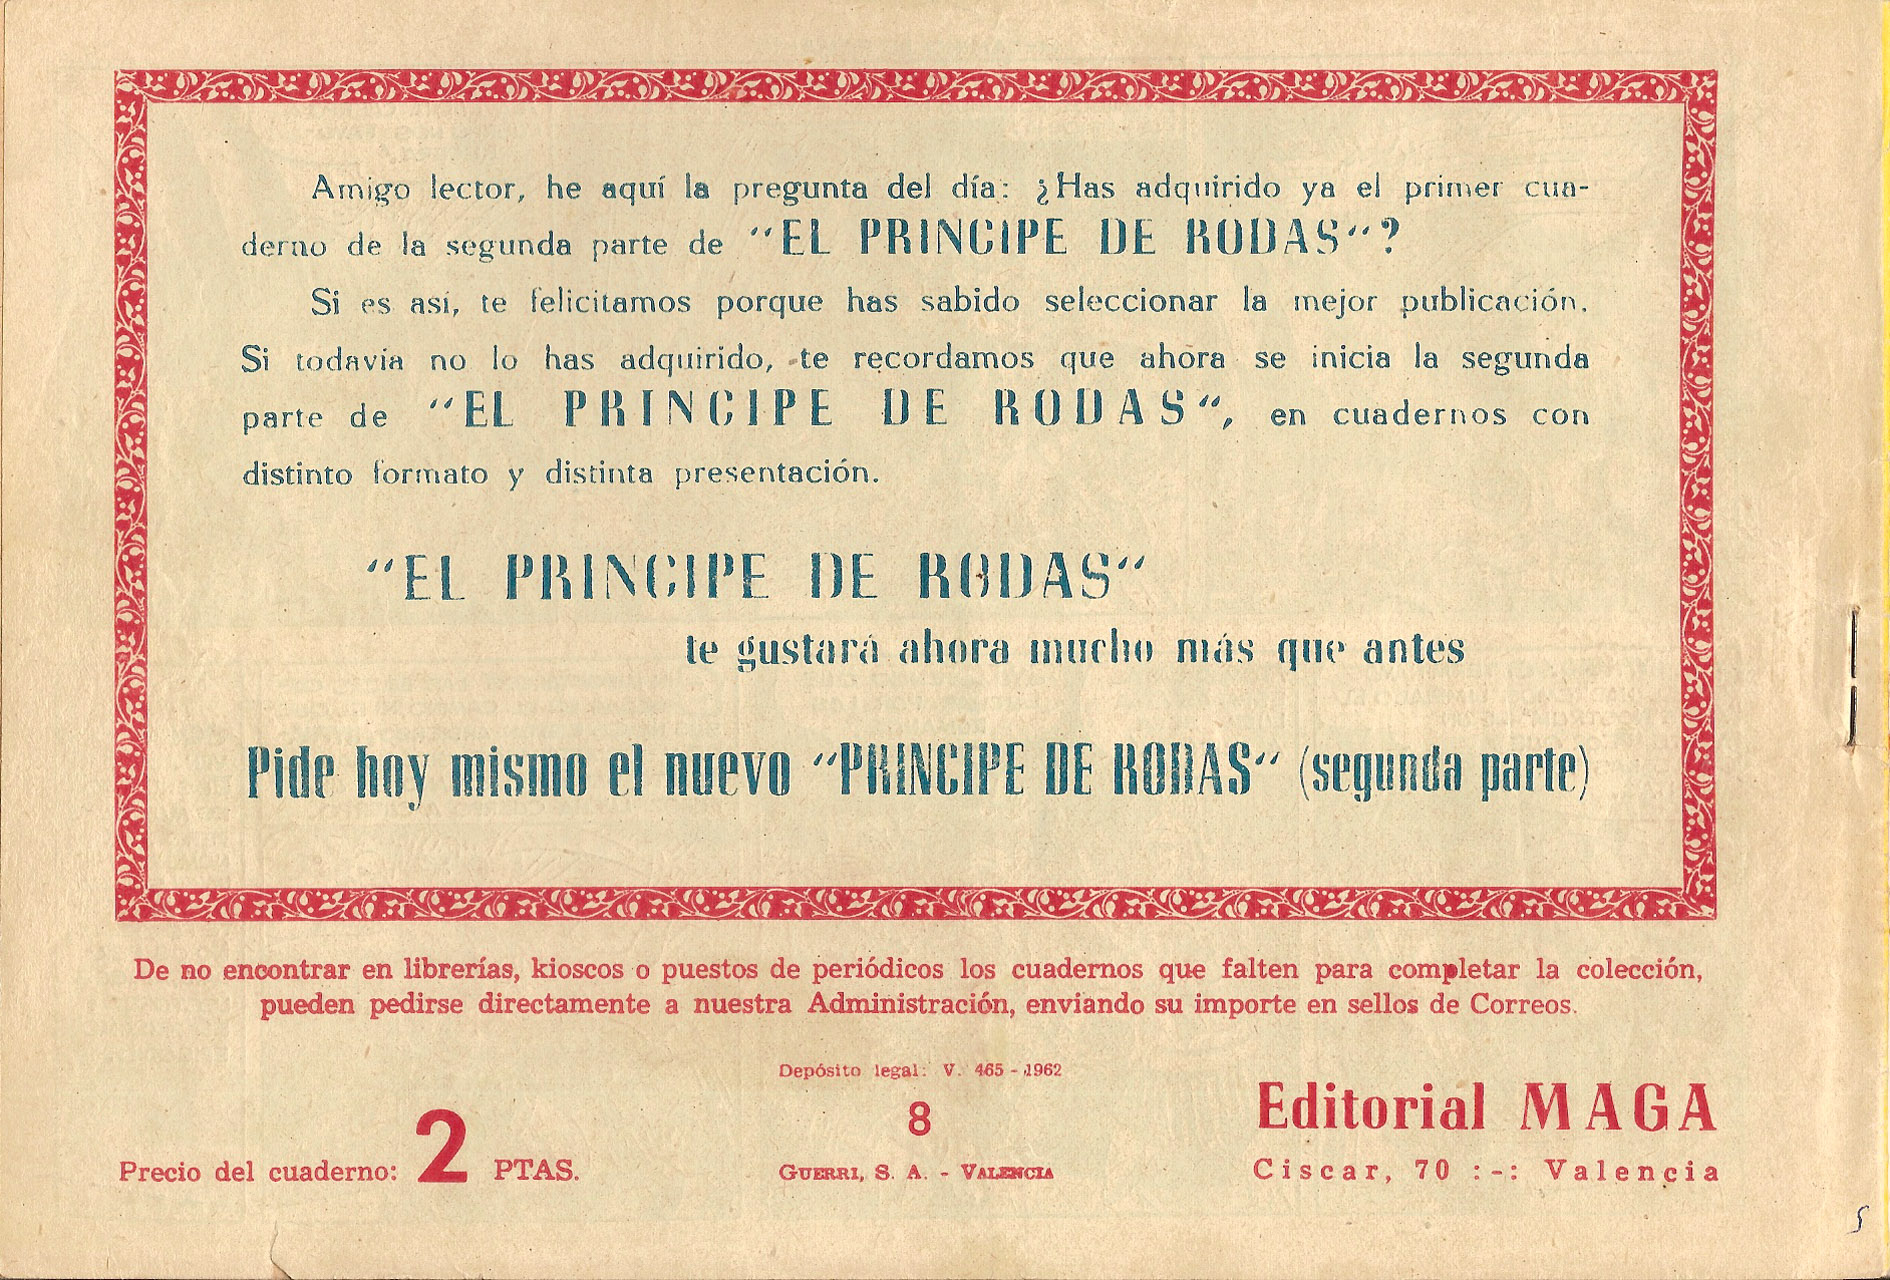 Amigo lector, he aquí la pregunta del día: ¿Has adquirido ya el primer cua-
derno de la segunda parte de "EL PRINCIPE DE RODAS"?
Si es así, te felicitamos porque has sabido seleccionar la mejor publicación.
Si todavía no lo has adquirido, te recordamos que ahora se inicia la segunda
parte de "EL PRINCIPE DE RODAS", en cuadernos con
distinto formato y distinta presentación.
"EL PRINCIPE DE RODAS"
te gustará ahora mucho más que antes
Pide hoy mismo el nuevo "PRINCIPE DE RODAS" (segunda parte)
De no encontrar en librerías, kioscos o puestos de periódicos los cuadernos que falten para completar la colección,
pueden pedirse directamente a nuestra Administración, enviando su importe en sellos de Correos.
Precio del cuaderno: 2 PTAS.
Depósito legal: V. 465 - 1962
8
GUERRI, S. A. - VALENCIA
Editorial MAGA
Ciscar, 70 :-: Valencia